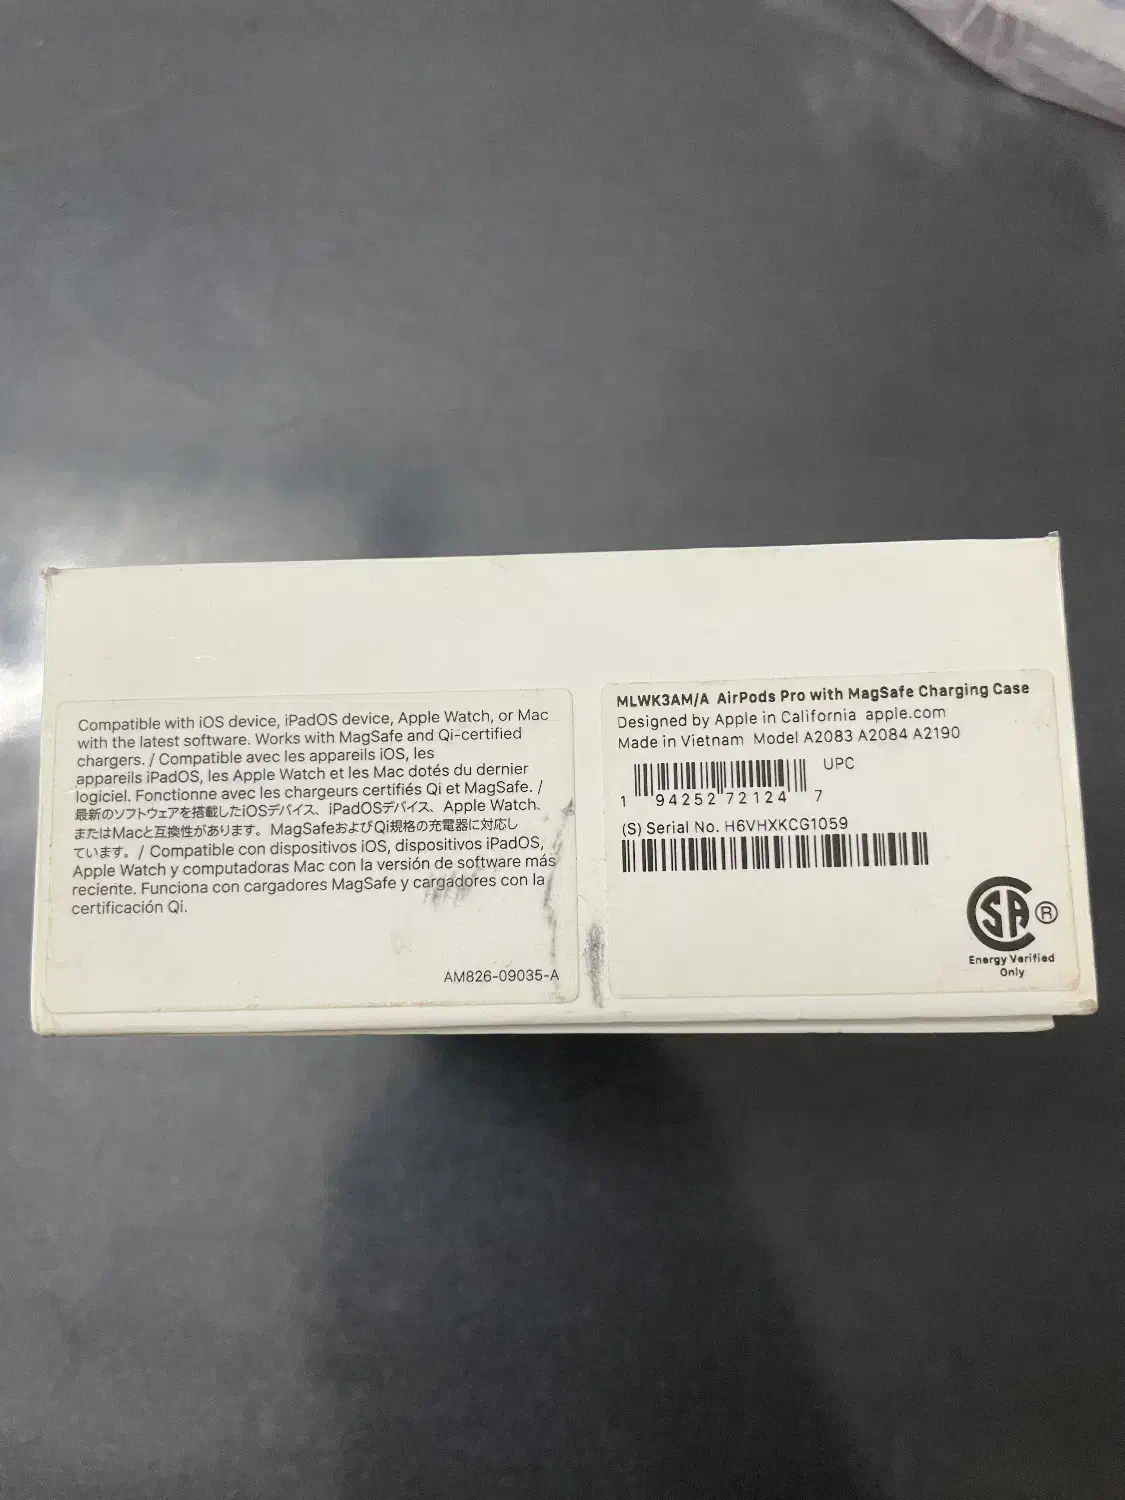 Compatible with iOS device, iPadOS device, Apple Watch, or Mac
with the latest software. Works with MagSafe and Qi-certified
chargers. / Compatible avec les appareils iOS, les
appareils iPadOS, les Apple Watch et les Mac dotés du dernier
logiciel. Fonctionne avec les chargeurs certifiés Qi et MagSafe. /
最新のソフトウェアを搭載したiOSデバイス、iPadOSデバイス、Apple Watch、
またはMacと互換性があります。MagSafeおよびQi規格の充電器に対応し
ています。/ Compatible con dispositivos iOS, dispositivos iPadOS,
Apple Watch y computadoras Mac con la versión de software más
reciente. Funciona con cargadores MagSafe y cargadores con la
certificación Qi.
AM826-09035-A
MLWK3AM/A AirPods Pro with MagSafe Charging Case
Designed by Apple in California apple.com
Made in Vietnam Model A2083 A2084 A2190
UPC
1 94252 72124 7
(S) Serial No. H6VHXKCG1059
SA ®
Energy Verified
Only